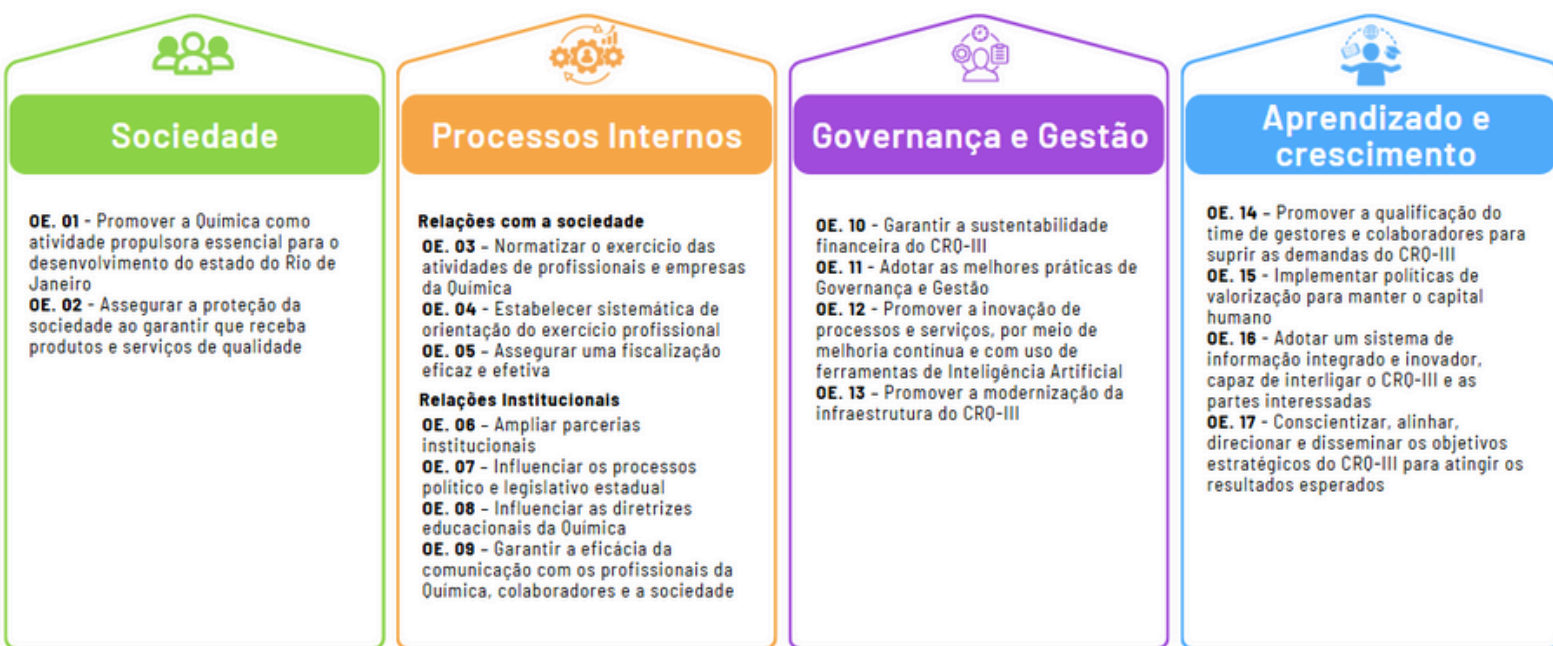 Sociedade
OE. 01 - Promover a Química como
atividade propulsora essencial para o
desenvolvimento do estado do Rio de
Janeiro
OE. 02 - Assegurar a proteção da
sociedade ao garantir que receba
produtos e serviços de qualidade
Processos Internos
Relações com a sociedade
OE. 03 – Normatizar o exercício das
atividades de profissionais e empresas
da Química
OE. 04 – Estabelecer sistemática de
orientação do exercício profissional
OE. 05 – Assegurar uma fiscalização
eficaz e efetiva
Relações Institucionais
OE. 06 – Ampliar parcerias
institucionais
OE. 07 – Influenciar os processos
político e legislativo estadual
OE. 08 – Influenciar as diretrizes
educacionais da Química
OE. 09 – Garantir a eficácia da
comunicação com os profissionais da
Química, colaboradores e a sociedade
Governança e Gestão
OE. 10 - Garantir a sustentabilidade
financeira do CRQ-III
OE. 11 - Adotar as melhores práticas de
Governança e Gestão
OE. 12 - Promover a inovação de
processos e serviços, por meio de
melhoria contínua e com uso de
ferramentas de Inteligência Artificial
OE. 13 – Promover a modernização da
infraestrutura do CRQ-III
Aprendizado e
crescimento
OE. 14 – Promover a qualificação do
time de gestores e colaboradores para
suprir as demandas do CRQ-III
OE. 15 - Implementar políticas de
valorização para manter o capital
humano
OE. 16 - Adotar um sistema de
informação integrado e inovador,
capaz de interligar o CRQ-III e as
partes interessadas
OE. 17 - Conscientizar, alinhar,
direcionar e disseminar os objetivos
estratégicos do CRQ-III para atingir os
resultados esperados